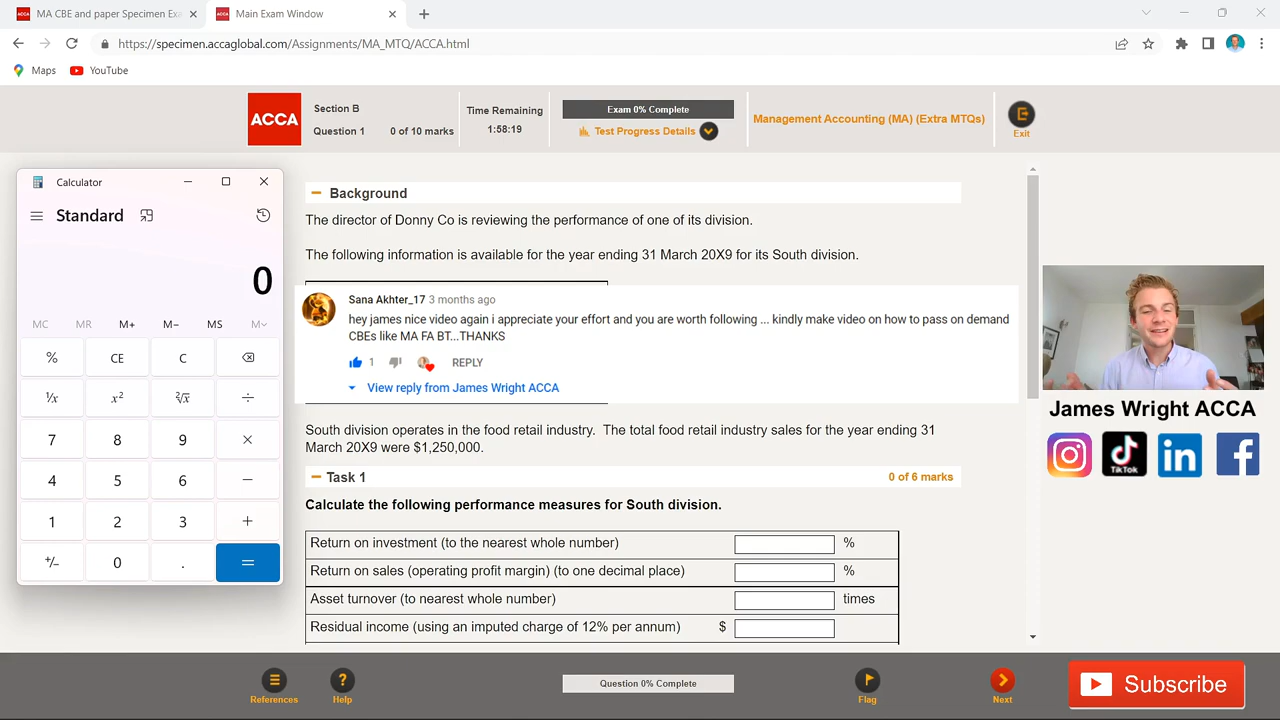 MA CBE and paper Specimen Exa
Main Exam Window
https://specimen.accaglobal.com/Assignments/MA_MTQ/ACCA.html
Maps
YouTube
ACCA
Section B
Question 1
0 of 10 marks
Time Remaining
1:58:19
Exam 0% Complete
Test Progress Details
Management Accounting (MA) (Extra MTQs)
Exit
Calculator
Standard
0
MC
MR
M+
M−
MS
M
%
CE
C
1/x
x²
²√x
÷
7
8
9
×
4
5
6
−
1
2
3
+
+/−
0
.
=
Background
The director of Donny Co is reviewing the performance of one of its division.
The following information is available for the year ending 31 March 20X9 for its South division.
Sana Akhter_17 3 months ago
hey james nice video again i appreciate your effort and you are worth following ... kindly make video on how to pass on demand
CBEs like MA FA BT...THANKS
1
REPLY
View reply from James Wright ACCA
South division operates in the food retail industry. The total food retail industry sales for the year ending 31
March 20X9 were $1,250,000.
Task 1
0 of 6 marks
Calculate the following performance measures for South division.
Return on investment (to the nearest whole number) %
Return on sales (operating profit margin) (to one decimal place) %
Asset turnover (to nearest whole number) times
Residual income (using an imputed charge of 12% per annum) $
James Wright ACCA
TikTok
in
f
References
Help
Question 0% Complete
Flag
Next
Subscribe